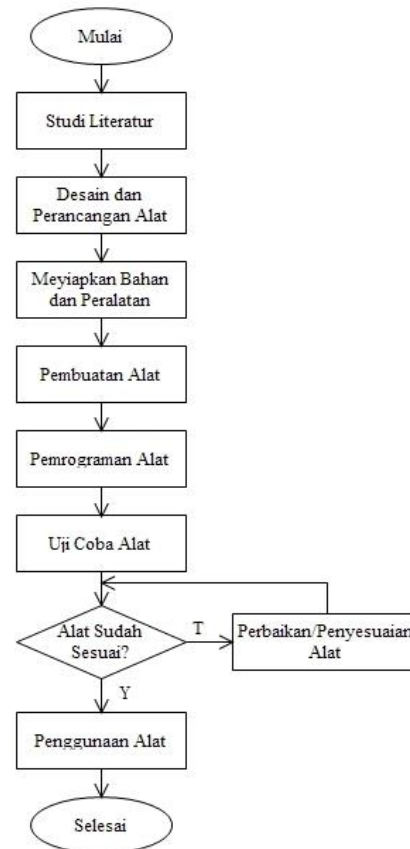 Mulai
Studi Literatur
Desain dan
Perancangan Alat
Meyiapkan Bahan
dan Peralatan
Pembuatan Alat
Pemrograman Alat
Uji Coba Alat
Alat Sudah
Sesuai?
T
Perbaikan/Penyesuaian
Alat
Y
Penggunaan Alat
Selesai